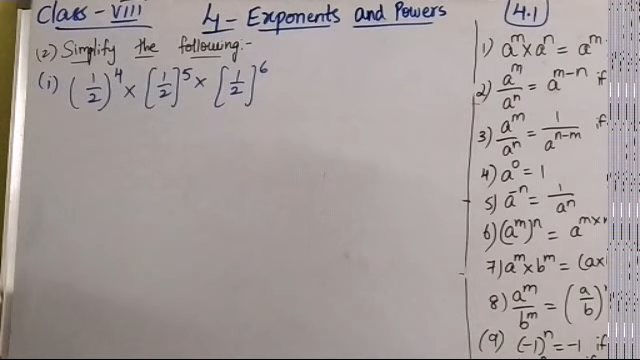 Class - VIII 4 - Exponents and Powers 4.1
(2) Simplify the following:-
(i) (1/2)^4 × [1/2]^5 × [1/2]^6
1) a^m × a^n = a^m
2) a^m/a^n = a^m-n if
3) a^m/a^n = 1/a^n-m if
4) a^0 = 1
5) a^-n = 1/a^n
6) (a^m)^n = a^m×n
7) a^m × b^m = (a×
8) a^m/b^m = (a/b)
(9) (-1)^n = -1 if